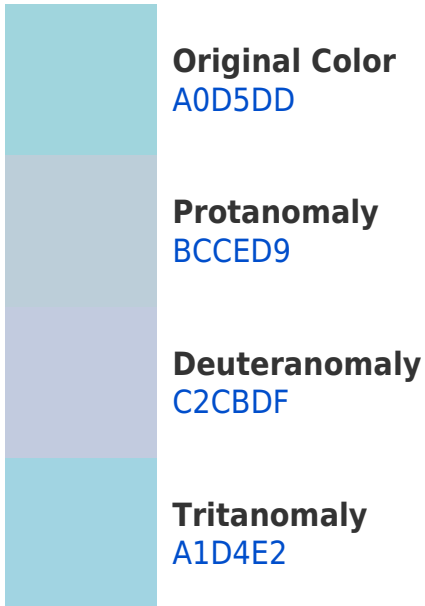 Original Color
A0D5DD
Protanomaly
BCCED9
Deuteranomaly
C2CBDF
Tritanomaly
A1D4E2